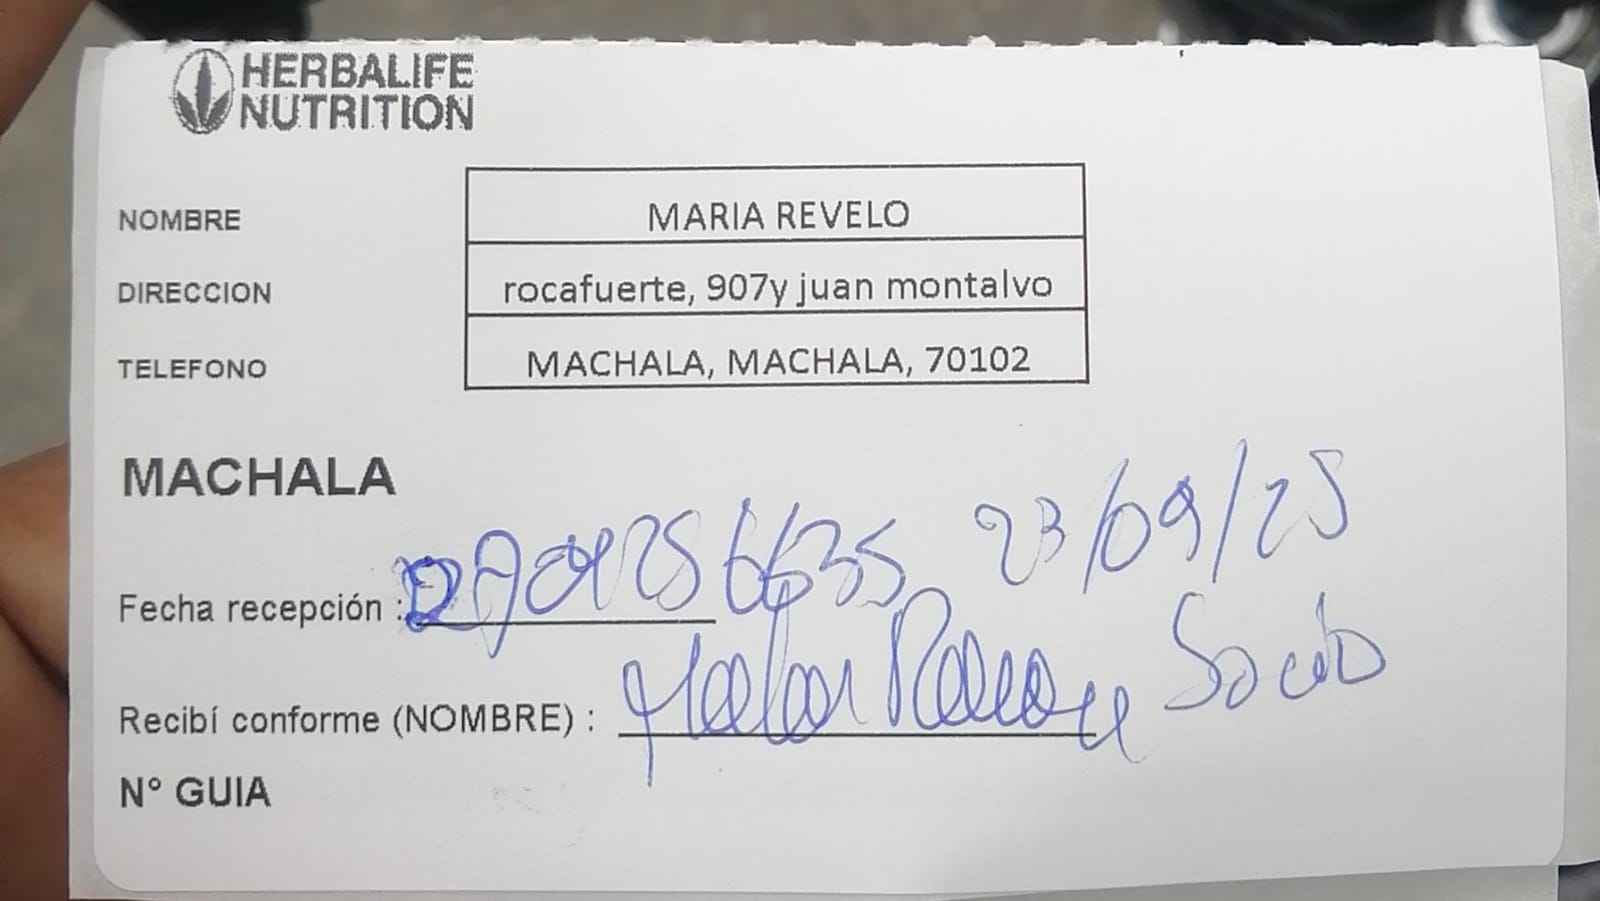 HERBALIFE
NUTRITION
NOMBRE MARIA REVELO
DIRECCION rocafuerte, 907y juan montalvo
TELEFONO MACHALA, MACHALA, 70102
MACHALA
23/09/25
Fecha recepción :
Recibí conforme (NOMBRE) :
N° GUIA